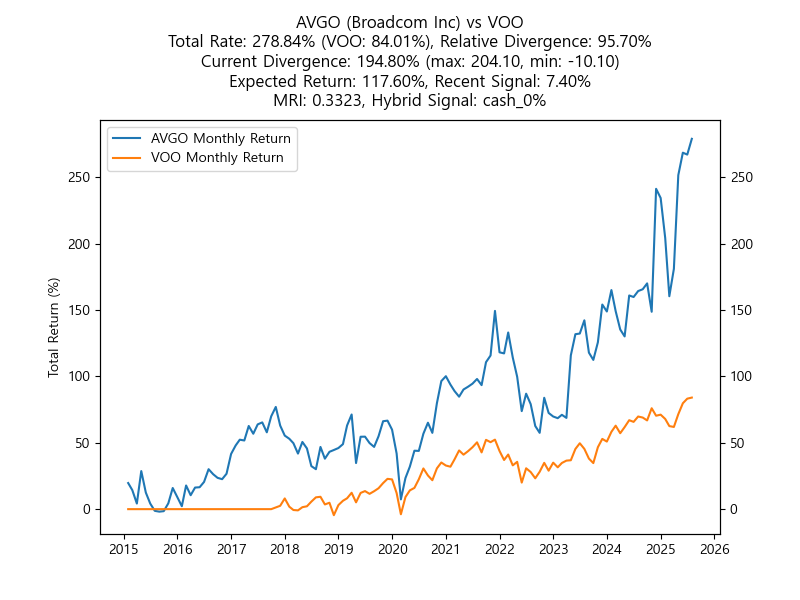 AVGO (Broadcom Inc) vs VOO
Total Rate: 278.84% (VOO: 84.01%), Relative Divergence: 95.70%
Current Divergence: 194.80% (max: 204.10, min: -10.10)
Expected Return: 117.60%, Recent Signal: 7.40%
MRI: 0.3323, Hybrid Signal: cash_0%
AVGO Monthly Return
VOO Monthly Return
Total Return (%)
250 250
200 200
150 150
100 100
50 50
0 0
2015 2016 2017 2018 2019 2020 2021 2022 2023 2024 2025 2026